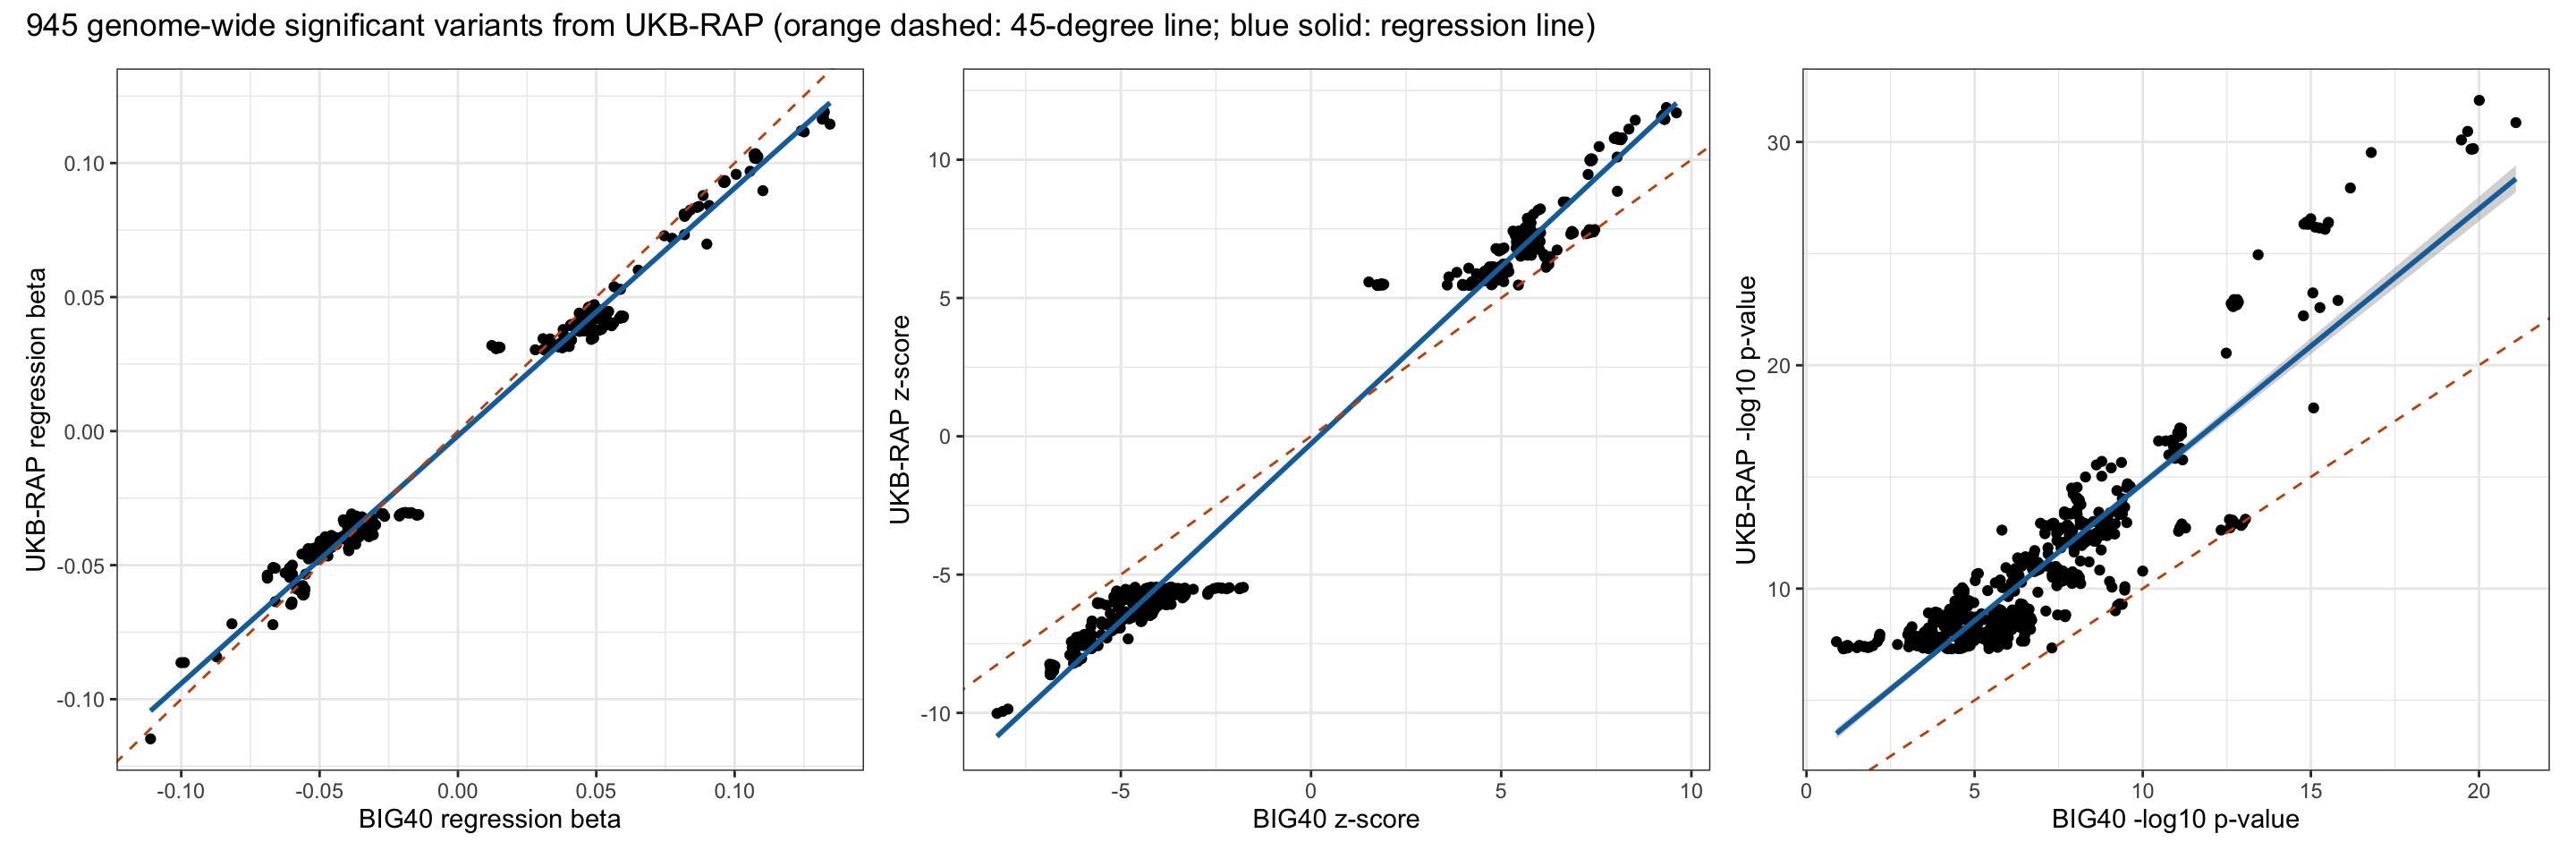 945 genome-wide significant variants from UKB-RAP (orange dashed: 45-degree line; blue solid: regression line)
UKB-RAP regression beta
0.10
0.05
0.00
-0.05
-0.10
-0.10 -0.05 0.00 0.05 0.10
BIG40 regression beta
UKB-RAP z-score
10
5
0
-5
-10
-5 0 5 10
BIG40 z-score
UKB-RAP -log10 p-value
30
20
10
0 5 10 15 20
BIG40 -log10 p-value